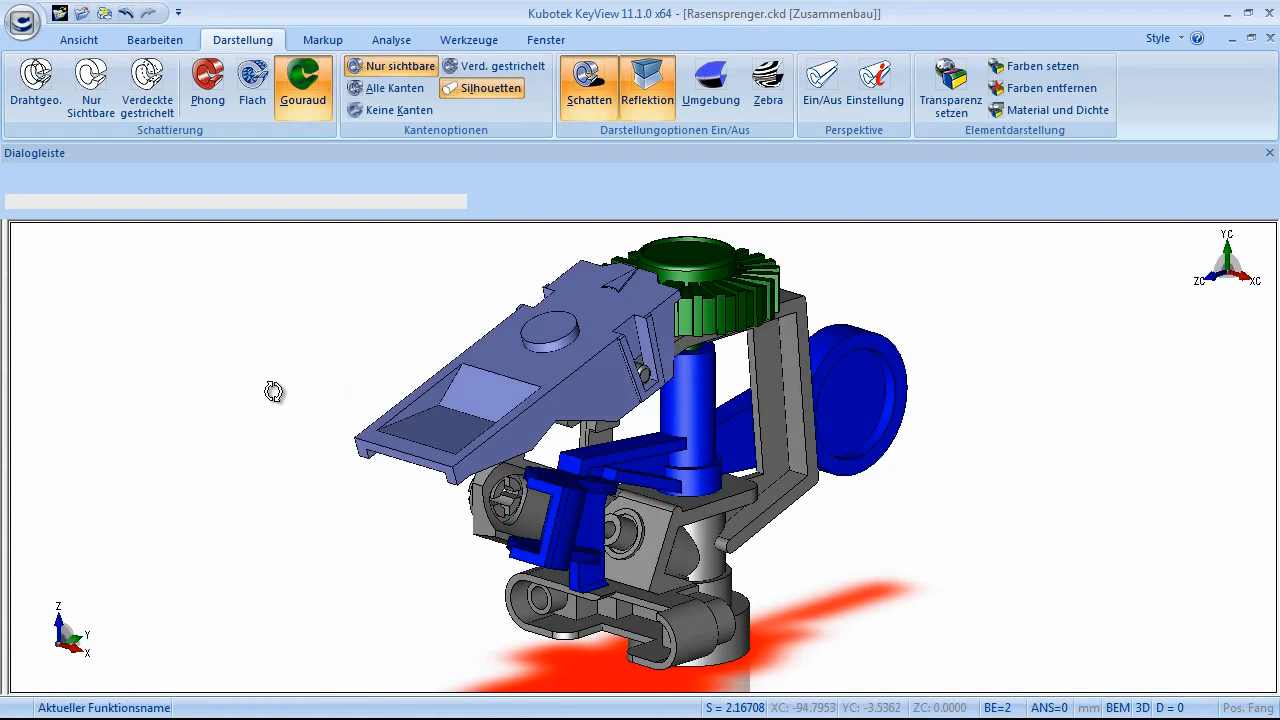 Kubotek KeyView 11.1.0 x64 - [Rasensprenger.ckd [Zusammenbau]]
Ansicht Bearbeiten Darstellung Markup Analyse Werkzeuge Fenster Style
Drahtgeo. Nur Sichtbare Verdeckte gestrichelt Phong Flach Gouraud
Schattierung
Nur sichtbare Verd. gestrichelt
Alle Kanten Silhouetten
Keine Kanten
Kantenoptionen
Schatten Reflektion Umgebung Zebra
Darstellungoptionen Ein/Aus
Ein/Aus Einstellung
Perspektive
Transparenz setzen
Farben setzen
Farben entfernen
Material und Dichte
Elementdarstellung
Dialogleiste
YC
ZC XC
Z
Y
X
Aktueller Funktionsname S = 2.16708 XC: -94.7953 YC: -3.5362 ZC: 0.0000 BE=2 ANS=0 mm BEM 3D D = 0 Pos. Fang